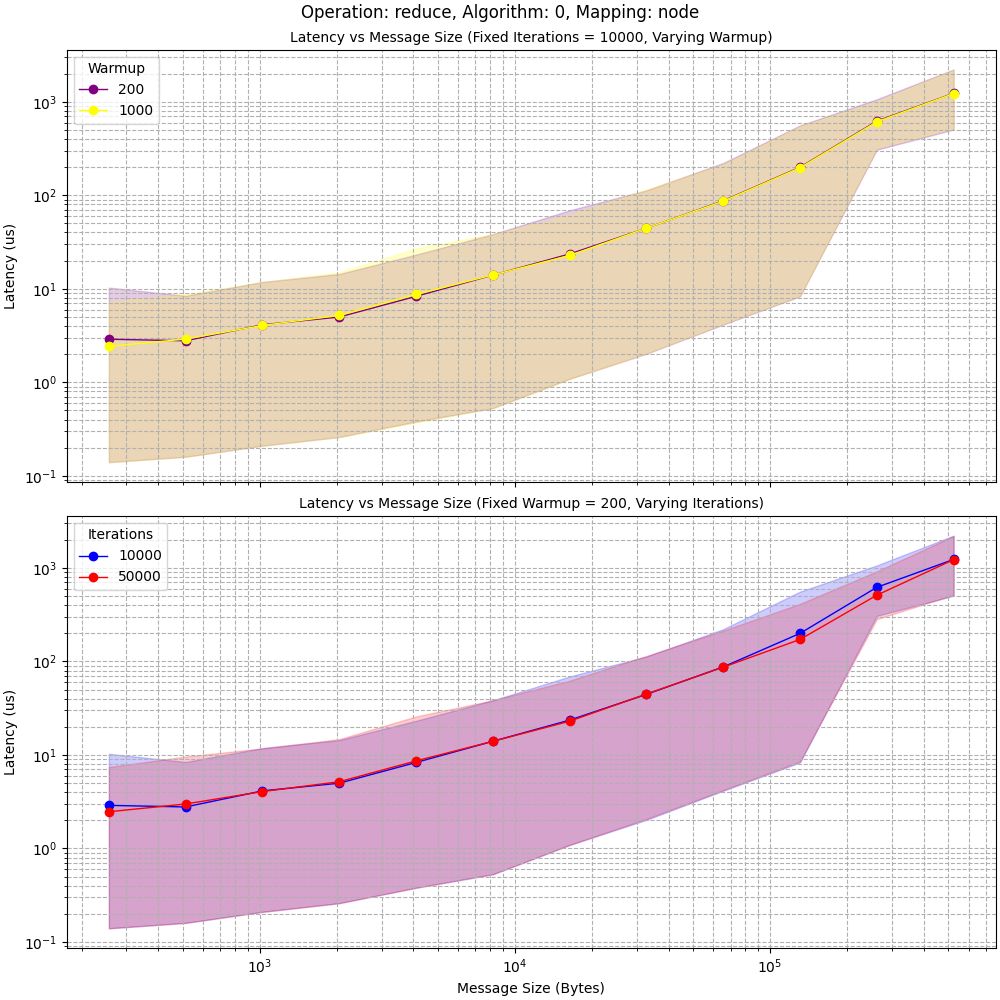 Operation: reduce, Algorithm: 0, Mapping: node
Latency vs Message Size (Fixed Iterations = 10000, Varying Warmup)
Warmup
200
1000
10³
10²
10¹
10⁰
10⁻¹
Latency (us)
Latency vs Message Size (Fixed Warmup = 200, Varying Iterations)
Iterations
10000
50000
10³
10²
10¹
10⁰
10⁻¹
Latency (us)
10³ 10⁴ 10⁵
Message Size (Bytes)